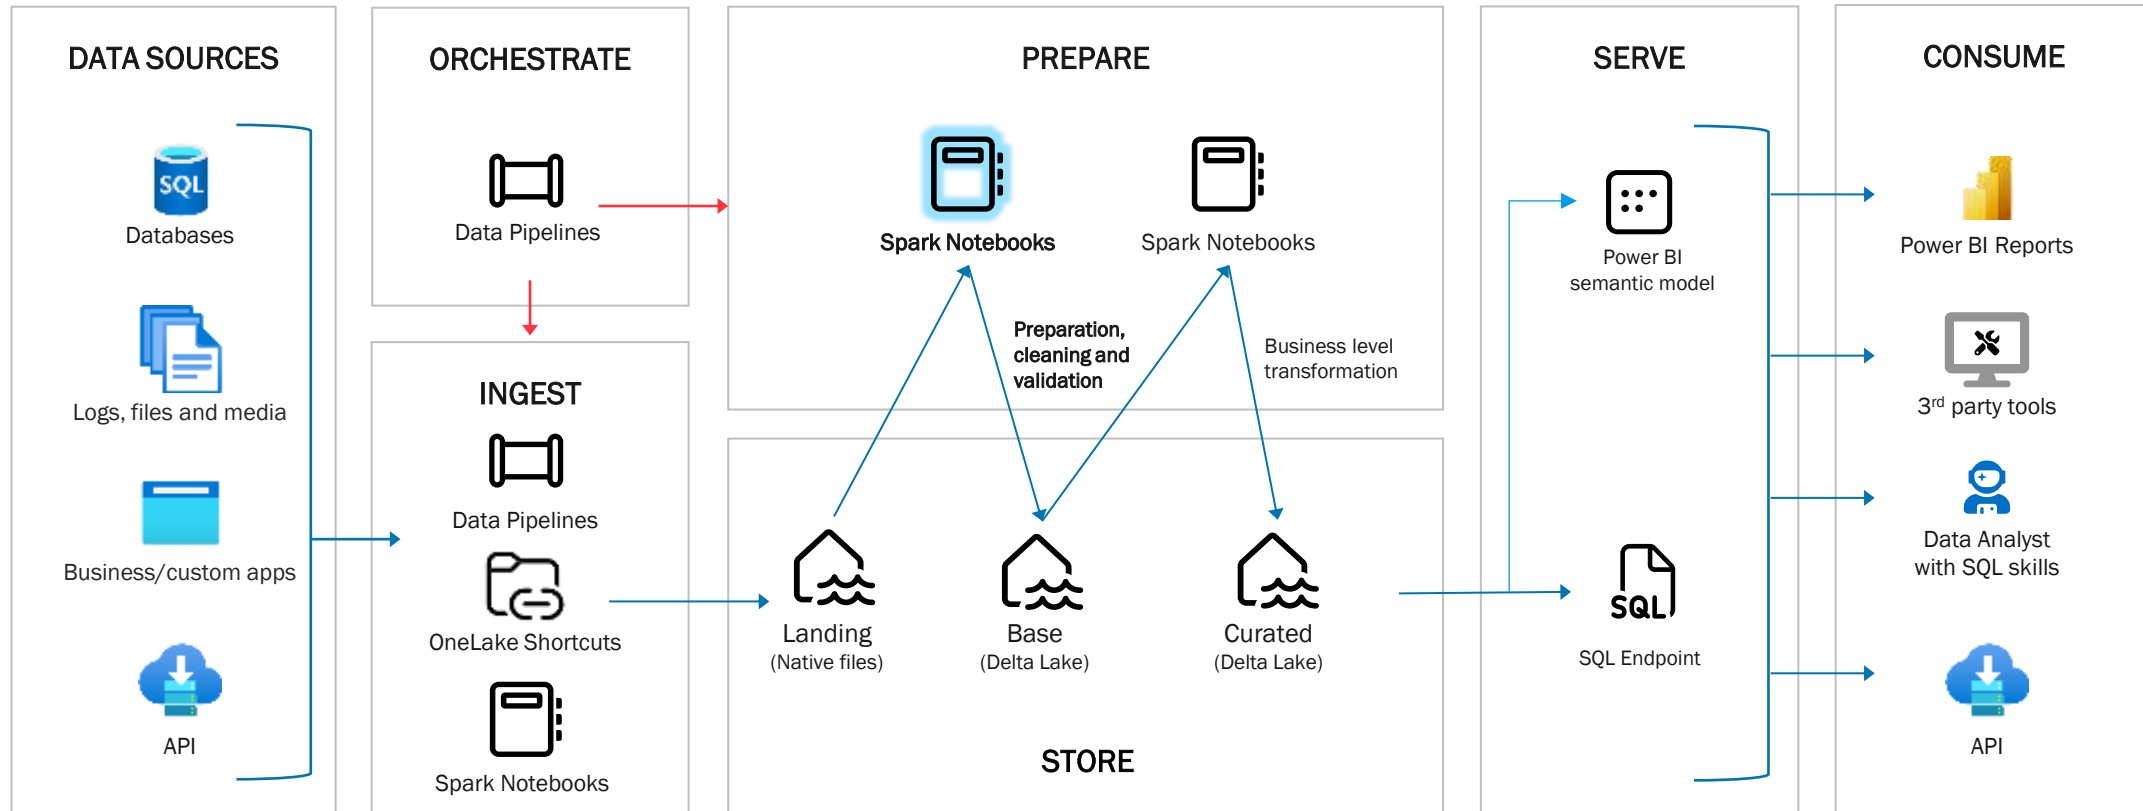 DATA SOURCES
SQL
Databases
Logs, files and media
Business/custom apps
API
ORCHESTRATE
Data Pipelines
INGEST
Data Pipelines
OneLake Shortcuts
Spark Notebooks
PREPARE
Spark Notebooks
Spark Notebooks
Preparation,
cleaning and
validation
Business level
transformation
Landing
(Native files)
Base
(Delta Lake)
Curated
(Delta Lake)
STORE
SERVE
Power BI
semantic model
SQL
SQL Endpoint
CONSUME
Power BI Reports
3rd party tools
Data Analyst
with SQL skills
API